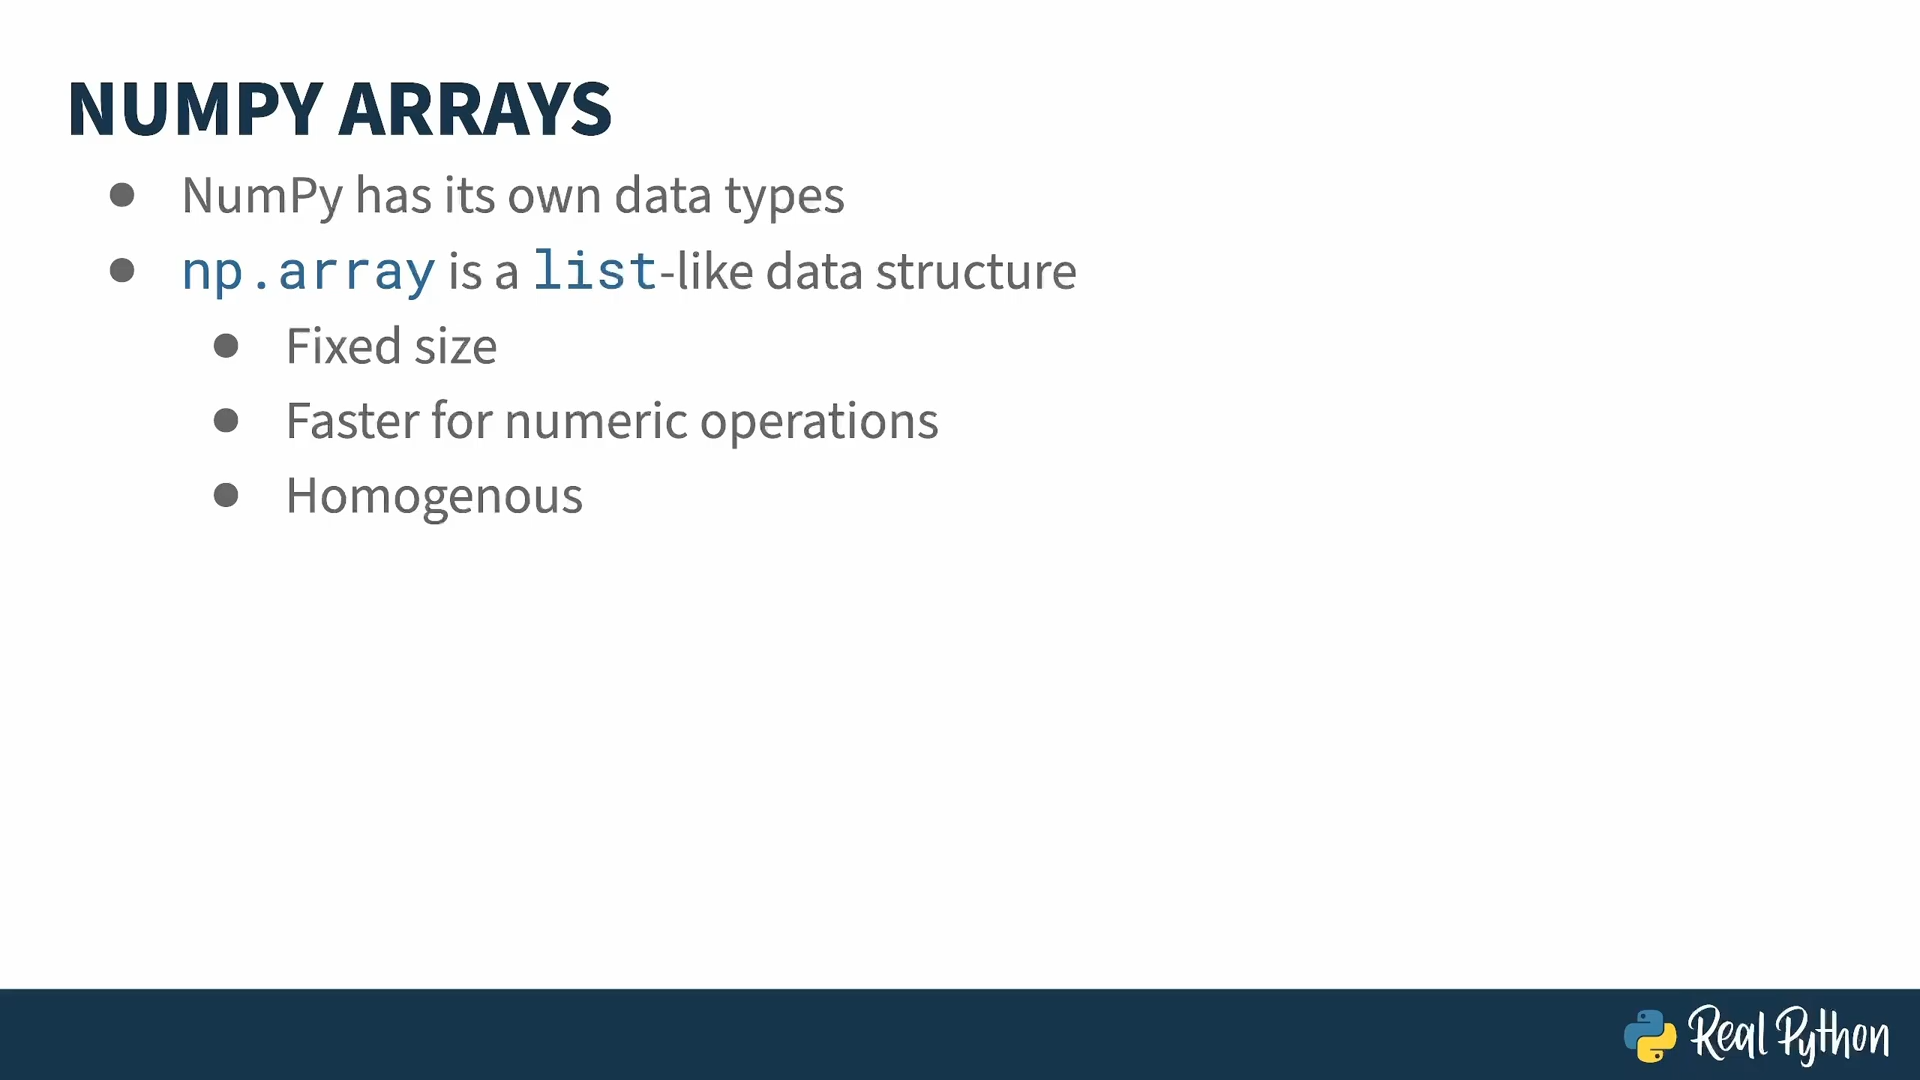 NUMPY ARRAYS
● NumPy has its own data types
● np.array is a list-like data structure
● Fixed size
● Faster for numeric operations
● Homogenous
Real Python